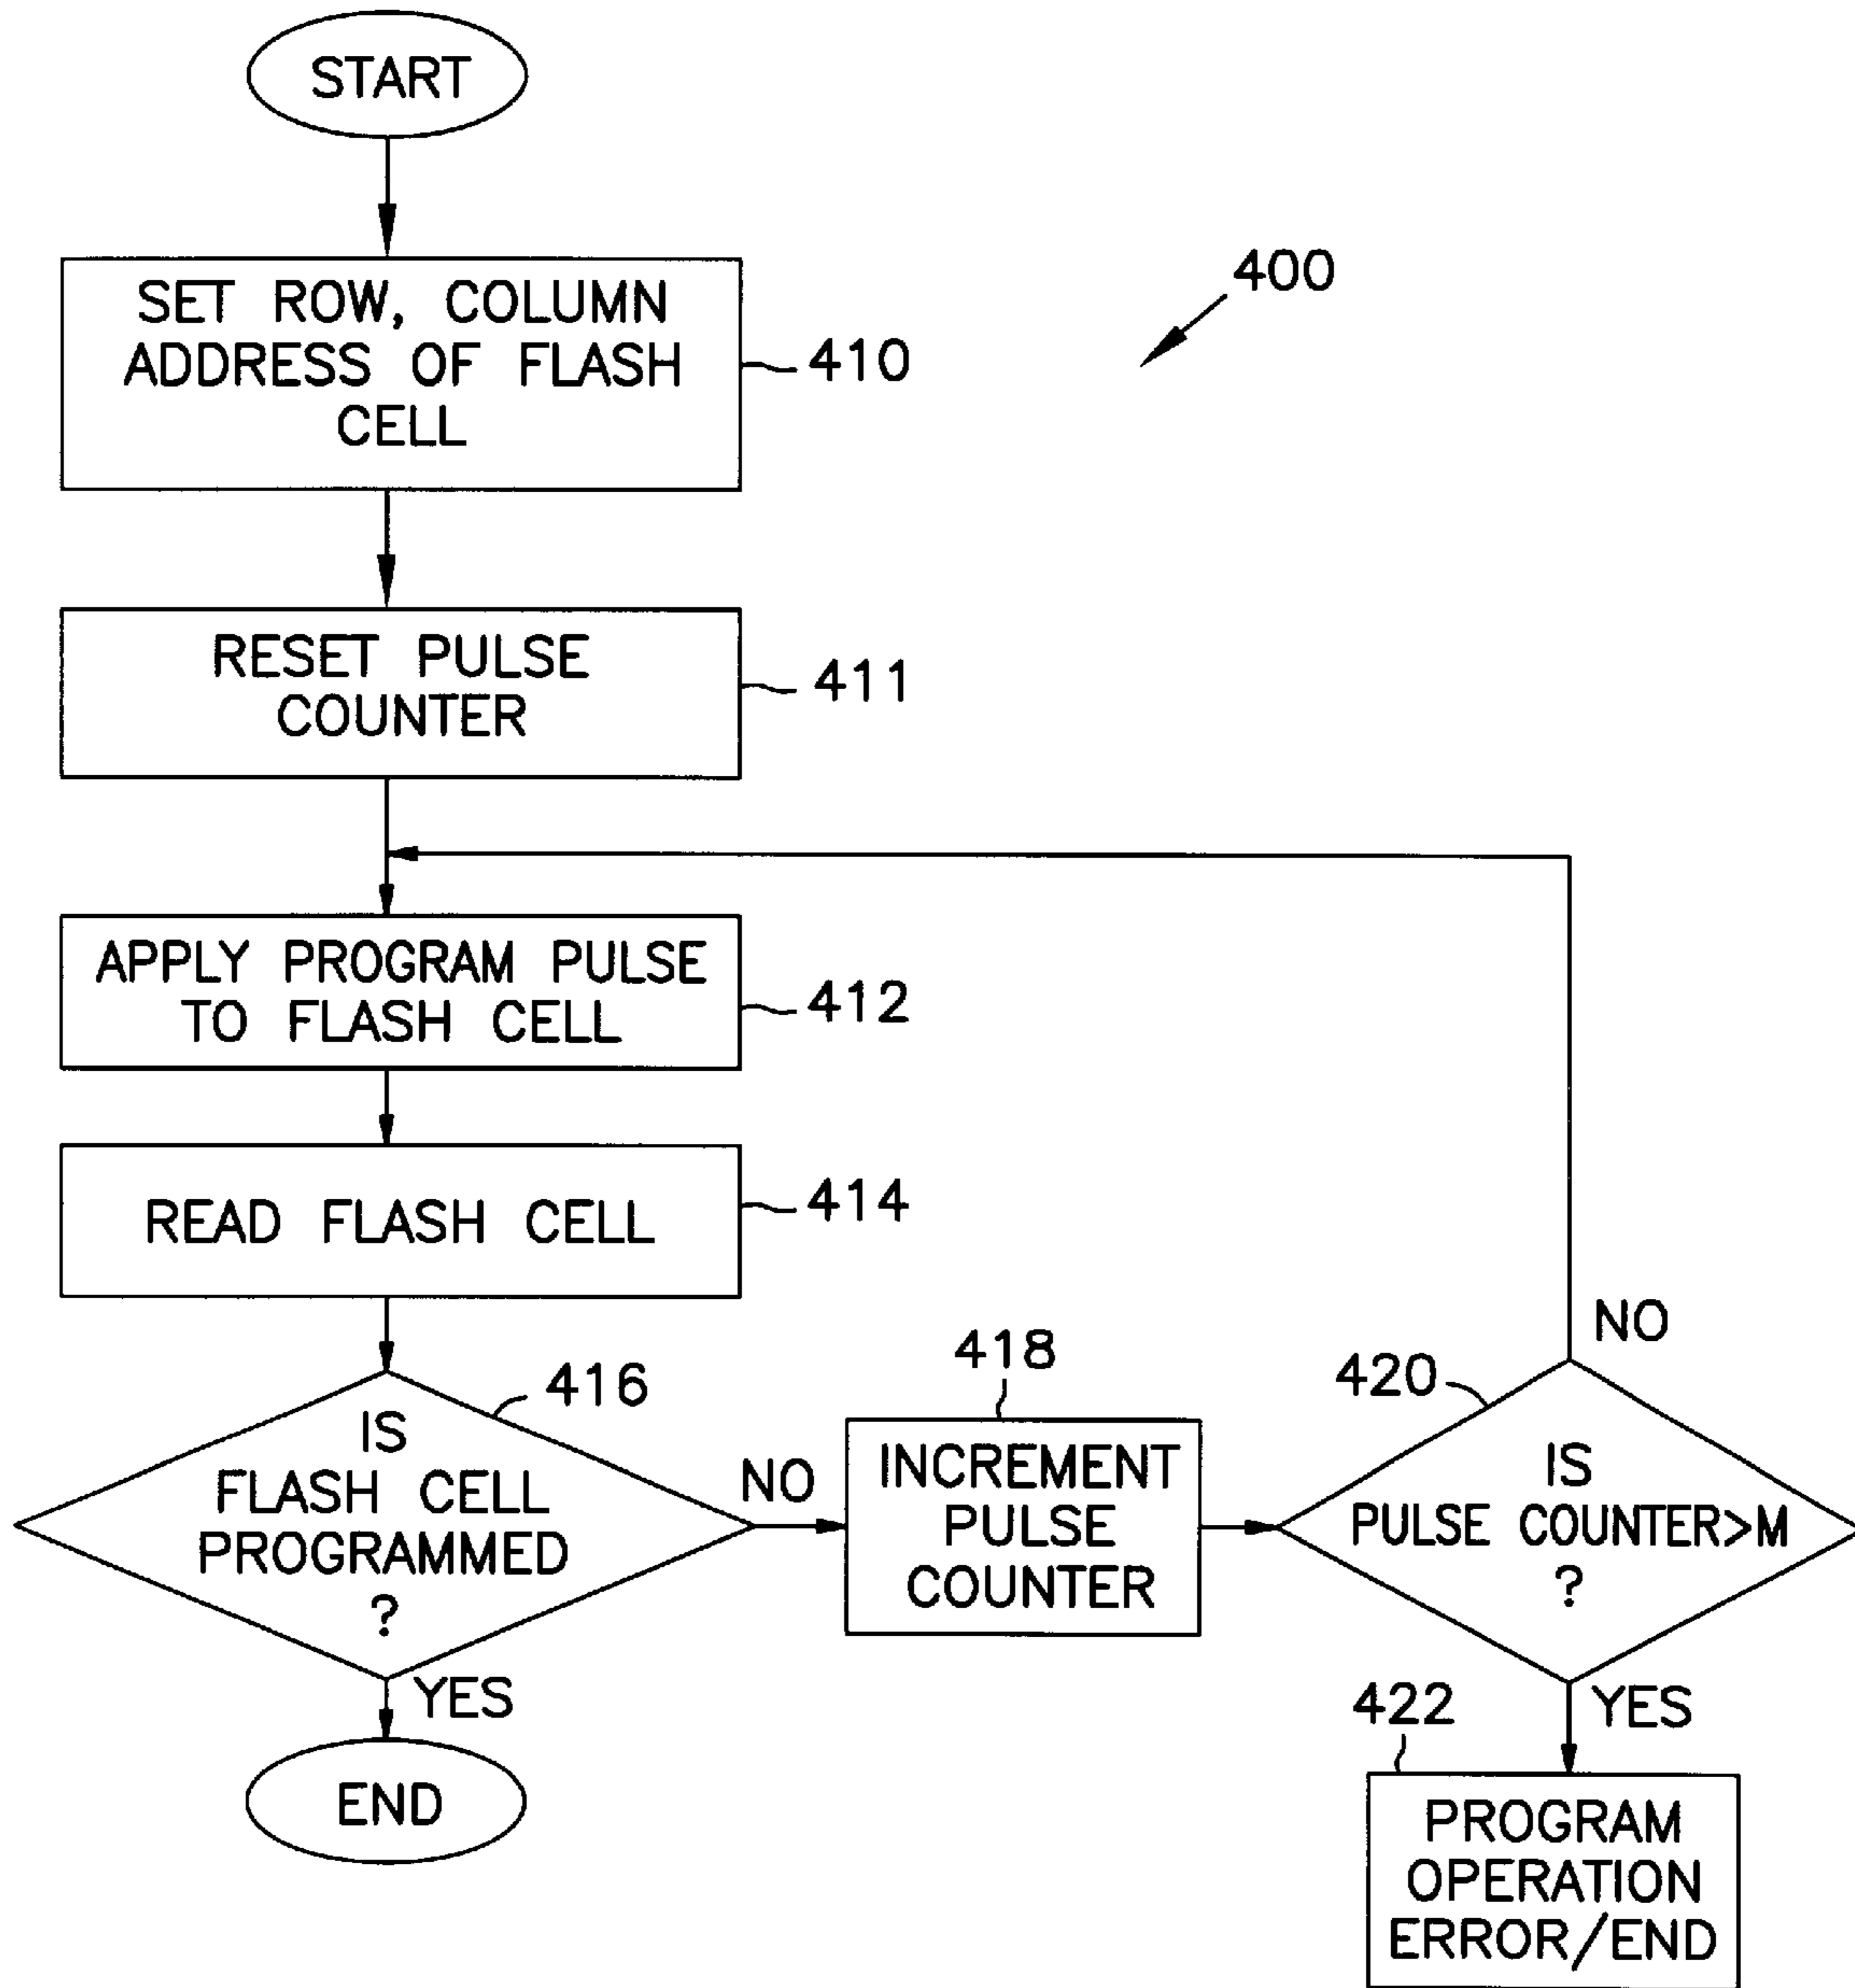 START
400
SET ROW, COLUMN
ADDRESS OF FLASH
CELL
410
RESET PULSE
COUNTER
411
APPLY PROGRAM PULSE
TO FLASH CELL
412
READ FLASH CELL
414
IS
FLASH CELL
PROGRAMMED
?
416
NO
YES
END
418
INCREMENT
PULSE
COUNTER
420
IS
PULSE COUNTER>M
?
NO
YES
422
PROGRAM
OPERATION
ERROR/END